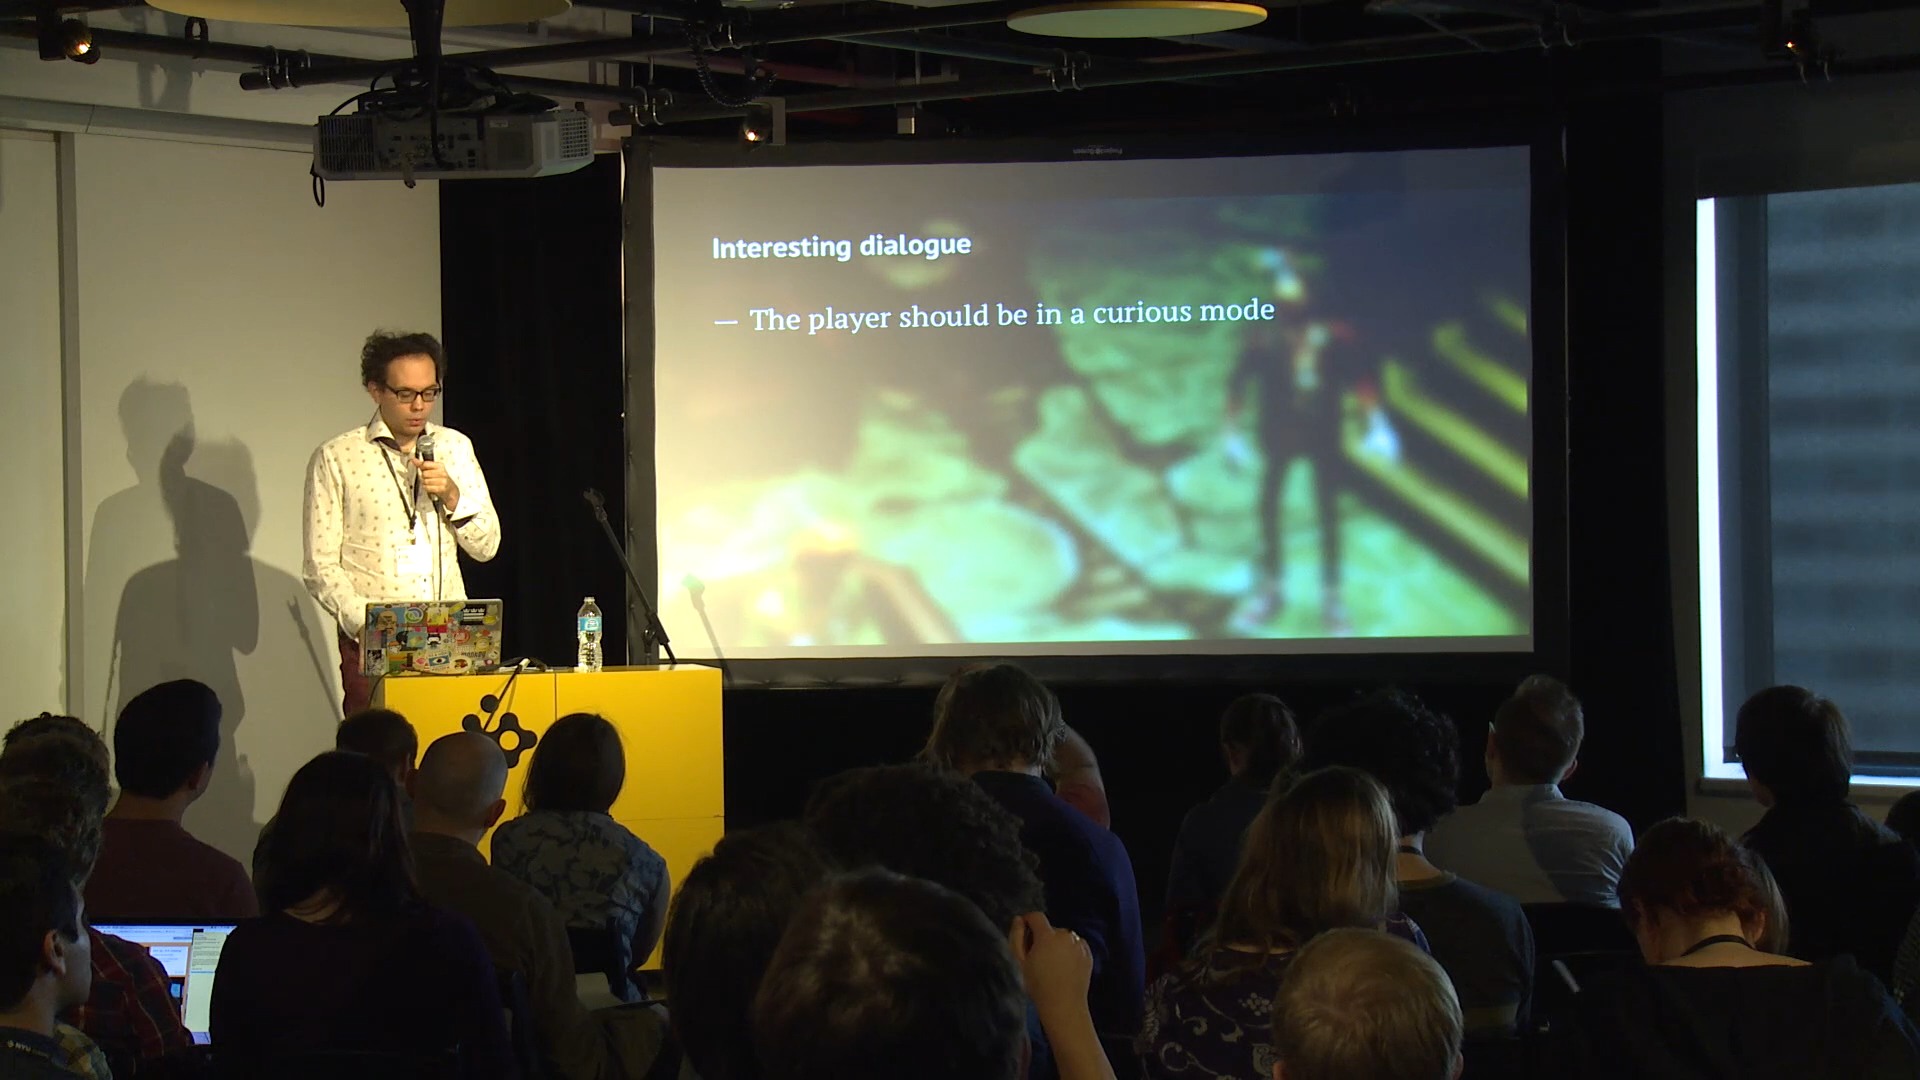 Interesting dialogue
— The player should be in a curious mode